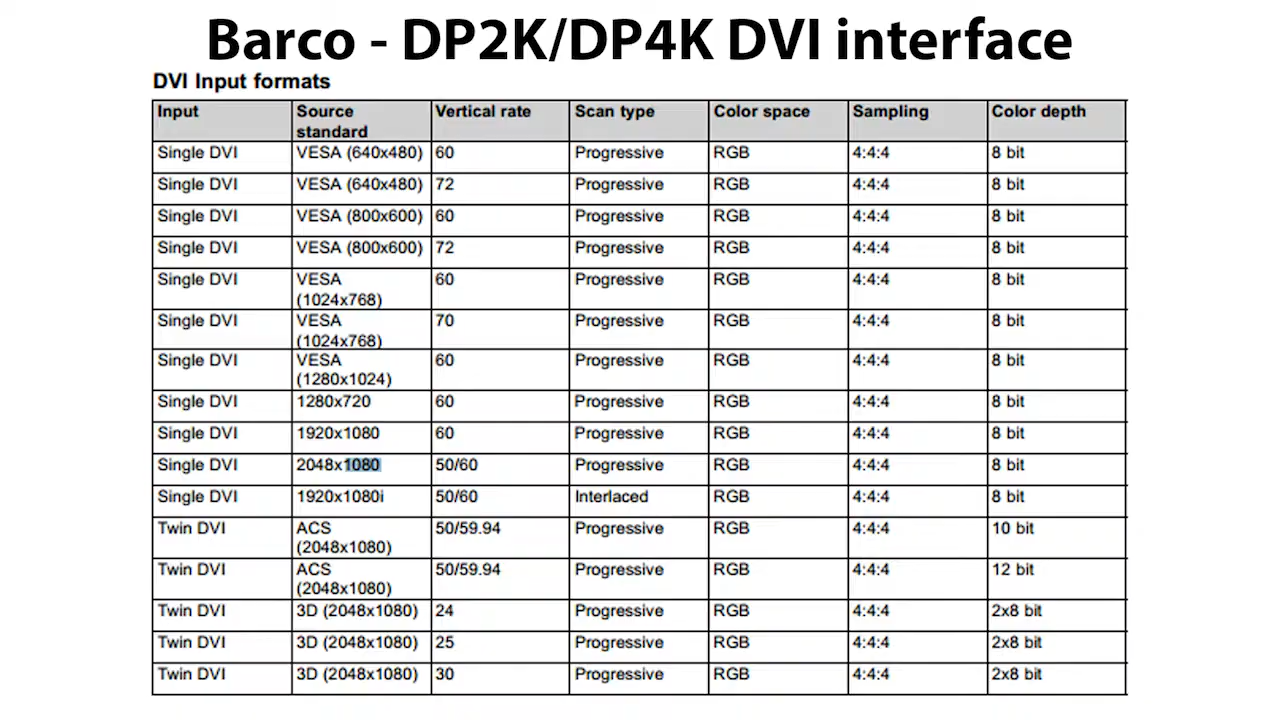 Barco - DP2K/DP4K DVI interface
DVI Input formats
Input Source standard Vertical rate Scan type Color space Sampling Color depth
Single DVI VESA (640x480) 60 Progressive RGB 4:4:4 8 bit
Single DVI VESA (640x480) 72 Progressive RGB 4:4:4 8 bit
Single DVI VESA (800x600) 60 Progressive RGB 4:4:4 8 bit
Single DVI VESA (800x600) 72 Progressive RGB 4:4:4 8 bit
Single DVI VESA (1024x768) 60 Progressive RGB 4:4:4 8 bit
Single DVI VESA (1024x768) 70 Progressive RGB 4:4:4 8 bit
Single DVI VESA (1280x1024) 60 Progressive RGB 4:4:4 8 bit
Single DVI 1280x720 60 Progressive RGB 4:4:4 8 bit
Single DVI 1920x1080 60 Progressive RGB 4:4:4 8 bit
Single DVI 2048x1080 50/60 Progressive RGB 4:4:4 8 bit
Single DVI 1920x1080i 50/60 Interlaced RGB 4:4:4 8 bit
Twin DVI ACS (2048x1080) 50/59.94 Progressive RGB 4:4:4 10 bit
Twin DVI ACS (2048x1080) 50/59.94 Progressive RGB 4:4:4 12 bit
Twin DVI 3D (2048x1080) 24 Progressive RGB 4:4:4 2x8 bit
Twin DVI 3D (2048x1080) 25 Progressive RGB 4:4:4 2x8 bit
Twin DVI 3D (2048x1080) 30 Progressive RGB 4:4:4 2x8 bit